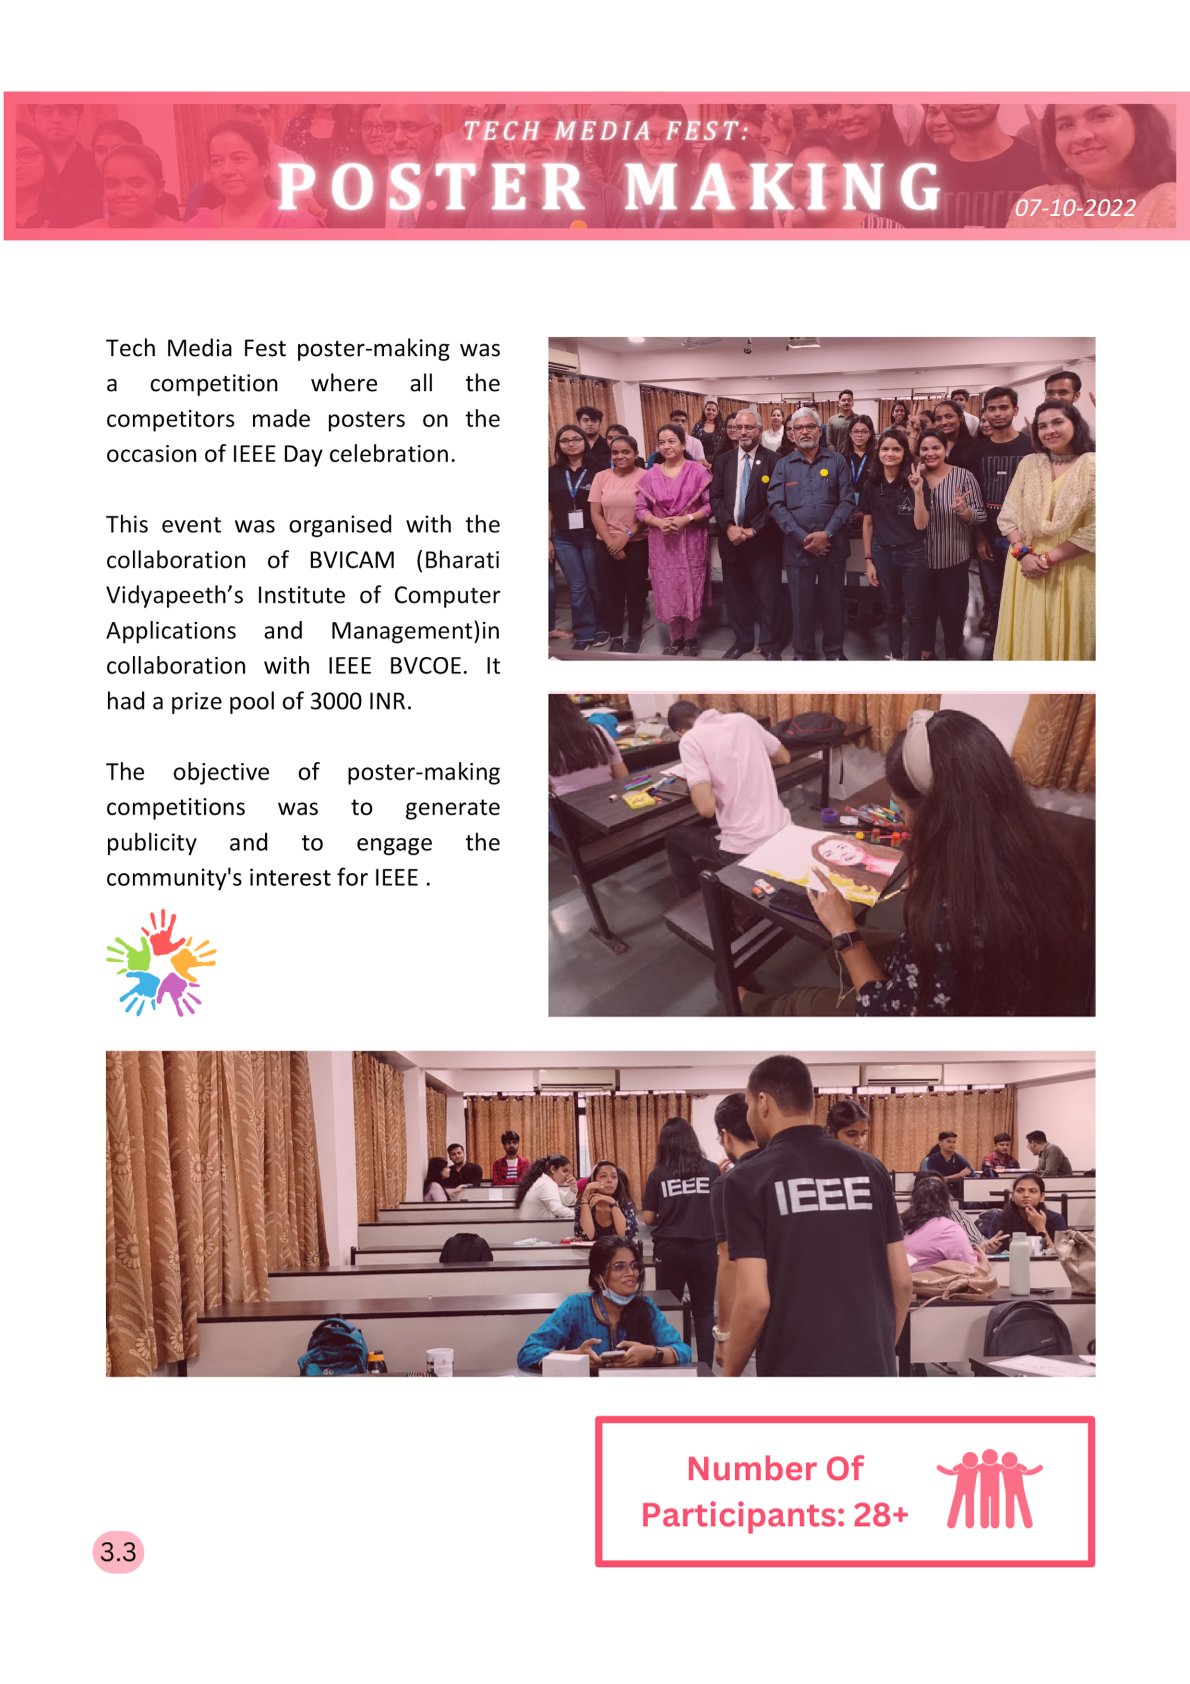 TECH MEDIA FEST:
POSTER MAKING
07-10-2022
Tech Media Fest poster-making was
a competition where all the
competitors made posters on the
occasion of IEEE Day celebration.
This event was organised with the
collaboration of BVICAM (Bharati
Vidyapeeth’s Institute of Computer
Applications and Management)in
collaboration with IEEE BVCOE. It
had a prize pool of 3000 INR.
The objective of poster-making
competitions was to generate
publicity and to engage the
community's interest for IEEE .
IEEE
IEEE
Number Of
Participants: 28+
3.3